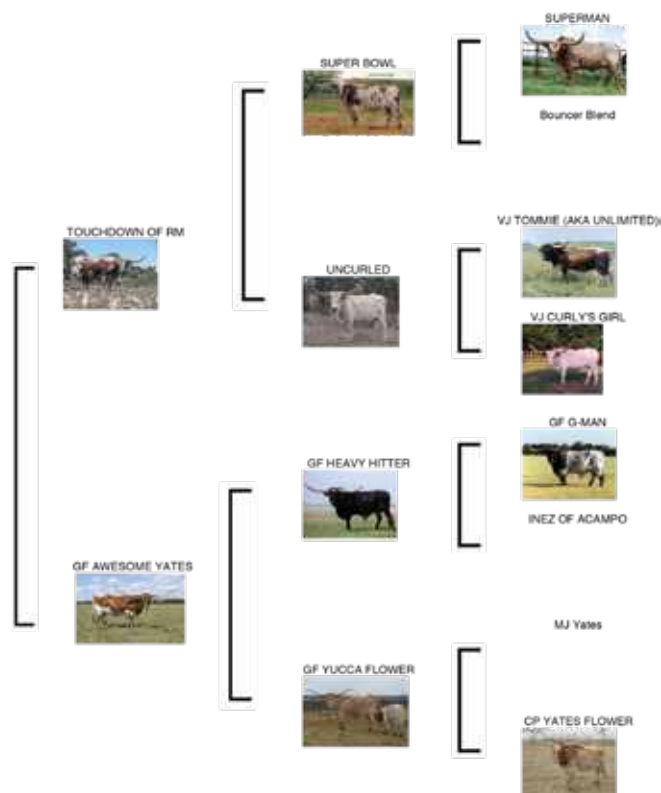 SUPERMAN
SUPER BOWL
Bouncer Blend
TOUCHDOWN OF RM
VJ TOMMIE (AKA UNLIMITED)
UNCURLED
VJ CURLY'S GIRL
GF G-MAN
GF HEAVY HITTER
INEZ OF ACAMPO
GF AWESOME YATES
MJ Yates
GF YUCCA FLOWER
CP YATES FLOWER